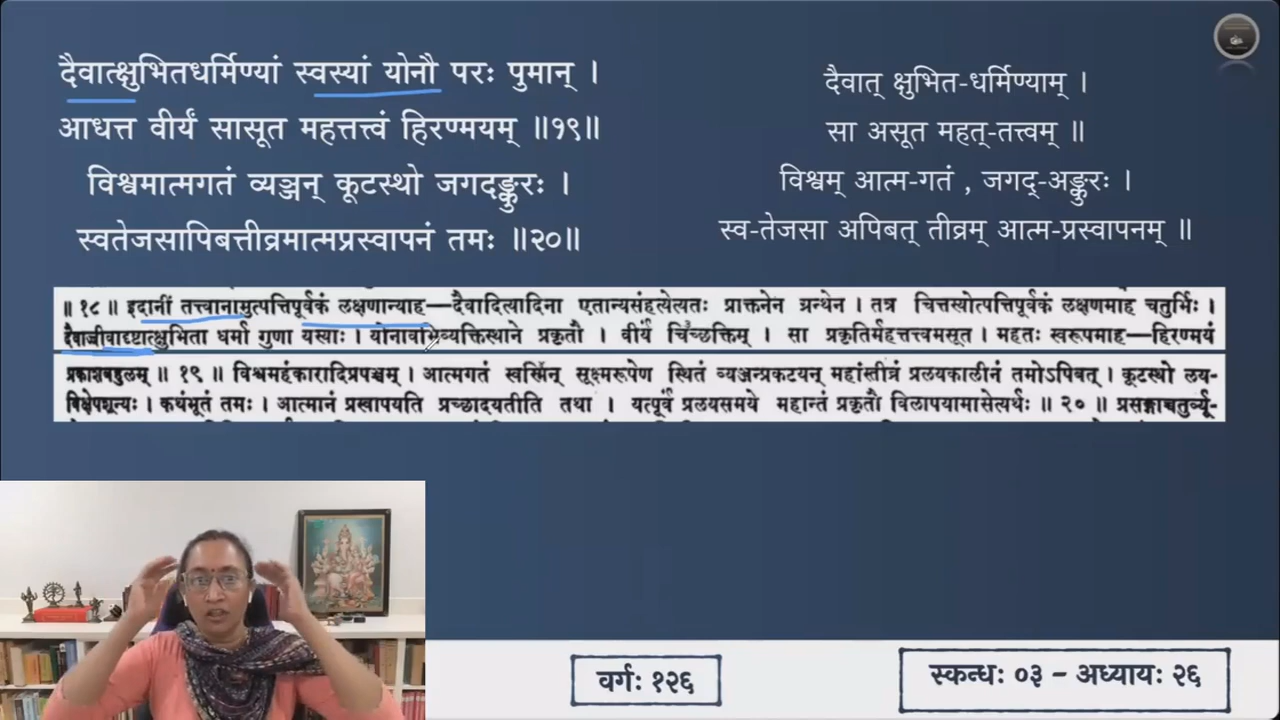 दैवात्क्षुभितधर्मिण्यां स्वस्यां योनौ परः पुमान् ।
आधत्त वीर्यं सासूत महत्तत्त्वं हिरण्मयम् ॥१९॥
विश्वमात्मगतं व्यञ्जन् कूटस्थो जगदङ्कुरः ।
स्वतेजसापिबत्तीव्रमात्मप्रस्वापनं तमः ॥२०॥
दैवात् क्षुभित-धर्मिण्याम् ।
सा असूत महत्-तत्त्वम् ॥
विश्वम् आत्म-गतं , जगद्-अङ्कुरः ।
स्व-तेजसा अपिबत् तीव्रम् आत्म-प्रस्वापनम् ॥
॥ १८ ॥ इदानीं तत्त्वानामुत्पत्तिपूर्वकं लक्षणान्याह—दैवादित्यादिना एतान्यसंहत्येत्यतः प्राक्तनेन ग्रन्थेन । तत्र चित्तस्योत्पत्तिपूर्वकं लक्षणमाह चतुर्भिः ।
दैवाज्जीवादृष्टात्क्षुभिता धर्मा गुणा यस्याः । योनावभिव्यक्तिस्थाने प्रकृतौ । वीर्यं चिच्छक्तिम् । सा प्रकृतिर्महत्तत्त्वमसूत । महतः स्वरूपमाह—हिरण्मयं
प्रकाशबहुलम् ॥ १९ ॥ विश्वमहंकारादिप्रपञ्चम् । आत्मगतं स्वस्मिन् सूक्ष्मरूपेण स्थितं व्यञ्जन्प्रकटयन् महांस्तीव्रं प्रलयकालीनं तमोऽपिबत् । कूटस्थो लय-
विक्षेपशून्यः । कथंभूतं तमः । आत्मानं प्रस्वापयति प्रच्छादयतीति तथा । यत्पूर्वं प्रलयसमये महान्तं प्रकृतौ विलापयामासेत्यर्थः ॥ २० ॥ प्रसङ्गाच्चतुर्व्यू-
वर्गः १२६
स्कन्धः ०३ – अध्यायः २६